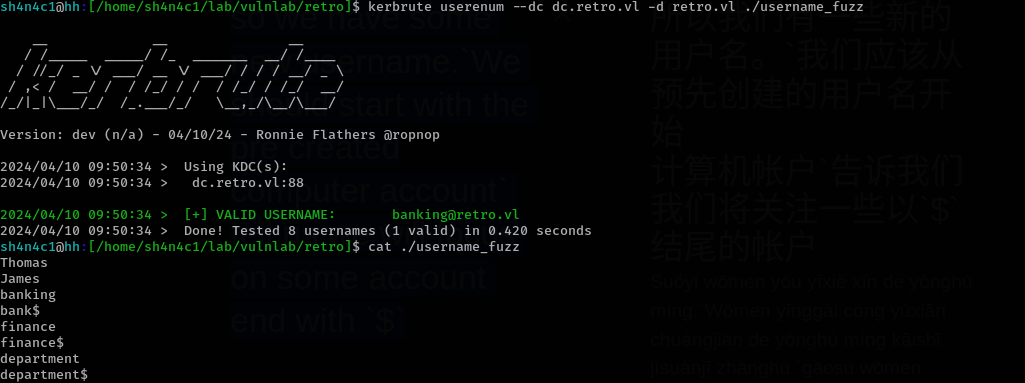 sh4n4c1@hh:[/home/sh4n4c1/lab/vulnlab/retro]$ kerbrute userenum --dc dc.retro.vl -d retro.vl ./username_fuzz
kerbrute
Version: dev (n/a) - 04/10/24 - Ronnie Flathers @ropnop
2024/04/10 09:50:34 >  Using KDC(s):
2024/04/10 09:50:34 >   dc.retro.vl:88
2024/04/10 09:50:34 >  [+] VALID USERNAME:       banking@retro.vl
2024/04/10 09:50:34 >  Done! Tested 8 usernames (1 valid) in 0.420 seconds
sh4n4c1@hh:[/home/sh4n4c1/lab/vulnlab/retro]$ cat ./username_fuzz
Thomas
James
banking
bank$
finance
finance$
department
department$
so we have some
username. `We
start with the
pre created
computer account`
on some account
end with `$`
所以我们有一些新的
用户名。`我们应该从
预先创建的用户名开
始
计算机帐户`告诉我们
我们将关注一些以`$`
结尾的帐户
Suǒyǐ wǒmen yǒu yīxiē xīn de yònghù
míng. Wǒmen yīnggāi cóng yùxiān
chuàngjiàn de yònghù míng kāishǐ
jìsuànjī zhànghù `gàosù wǒmen